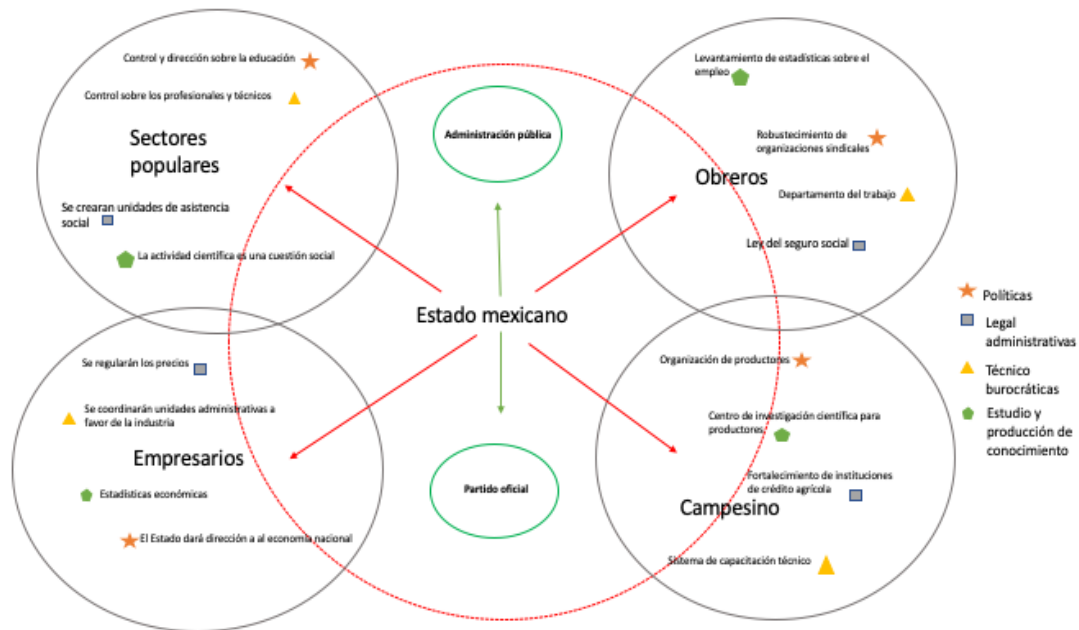 Control y dirección sobre la educación
Control sobre los profesionales y técnicos
Sectores
populares
Se crearan unidades de asistencia
social
La actividad científica es una cuestión social
Administración pública
Levantamiento de estadísticas sobre el
empleo
Robustecimiento de
organizaciones sindicales
Obreros
Departamento del trabajo
Ley del seguro social
Estado mexicano
Se regularán los precios
Se coordinarán unidades administrativas a
favor de la industria
Empresarios
Estadísticas económicas
El Estado dará dirección a al economía nacional
Partido oficial
Organización de productores
Centro de investigación científica para
productores
Fortalecimiento de instituciones
de crédito agrícola
Campesino
Sistema de capacitación técnico
Políticas
Legal
administrativas
Técnico
burocráticas
Estudio y
producción de
conocimiento